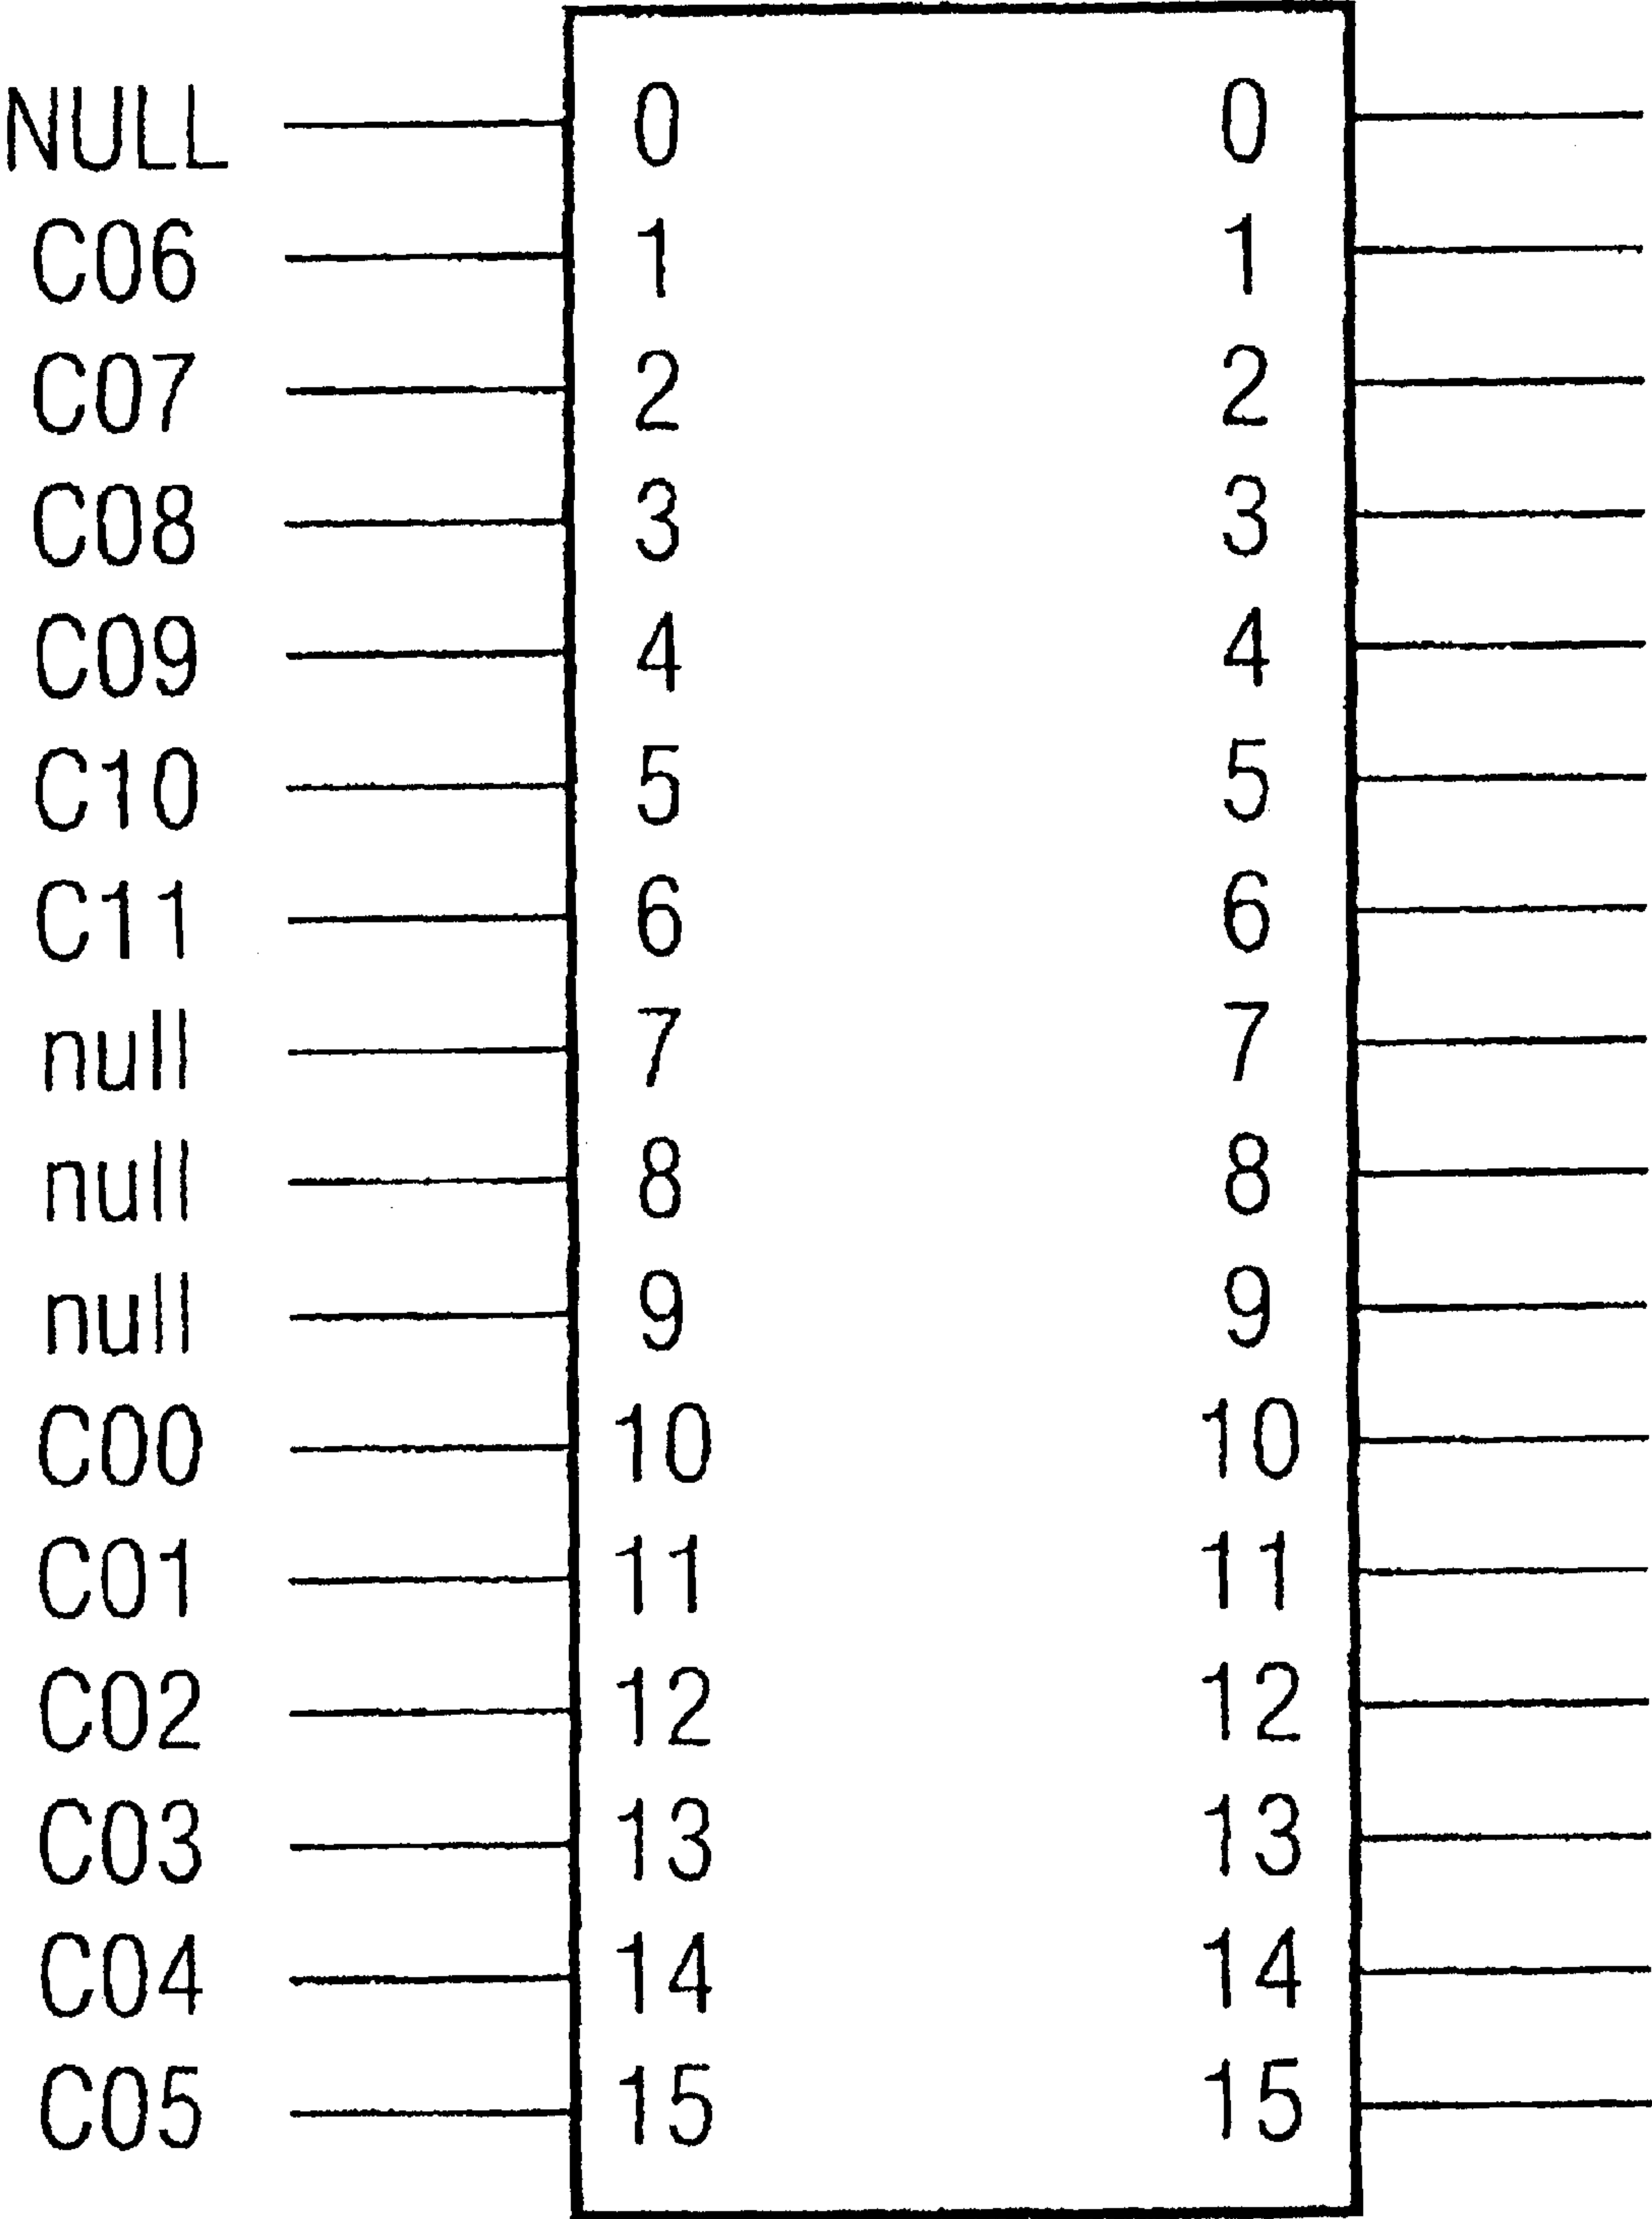 NULL 0 0
C06 1 1
C07 2 2
C08 3 3
C09 4 4
C10 5 5
C11 6 6
null 7 7
null 8 8
null 9 9
C00 10 10
C01 11 11
C02 12 12
C03 13 13
C04 14 14
C05 15 15